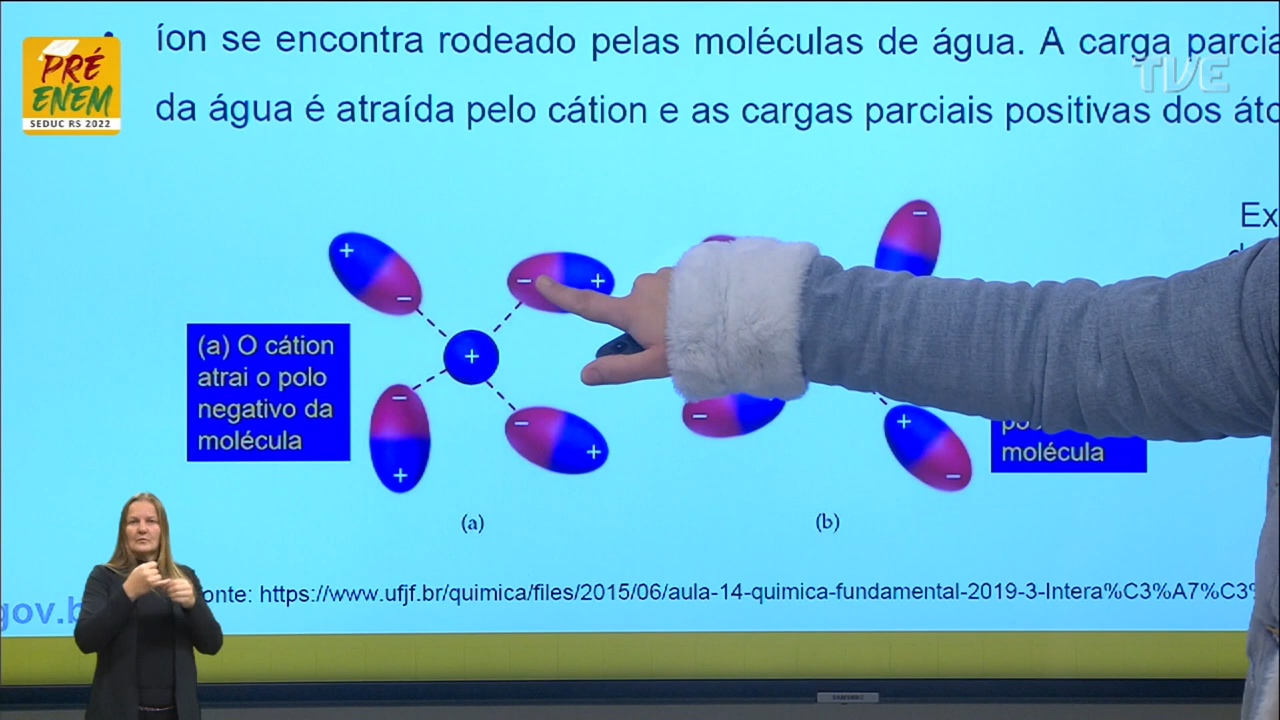 PRÉ
ENEM
SEDUC RS 2022
TVE
íon se encontra rodeado pelas moléculas de água. A carga parcia
da água é atraída pelo cátion e as cargas parciais positivas dos áto
Ex
+
−
−
+
−
+
(a) O cátion
atrai o polo
negativo da
molécula
−
+
−
+
−
+
−
molécula
(a)
(b)
onte: https://www.ufjf.br/quimica/files/2015/06/aula-14-quimica-fundamental-2019-3-Intera%C3%A7%C3%
gov.b
SAMSUNG